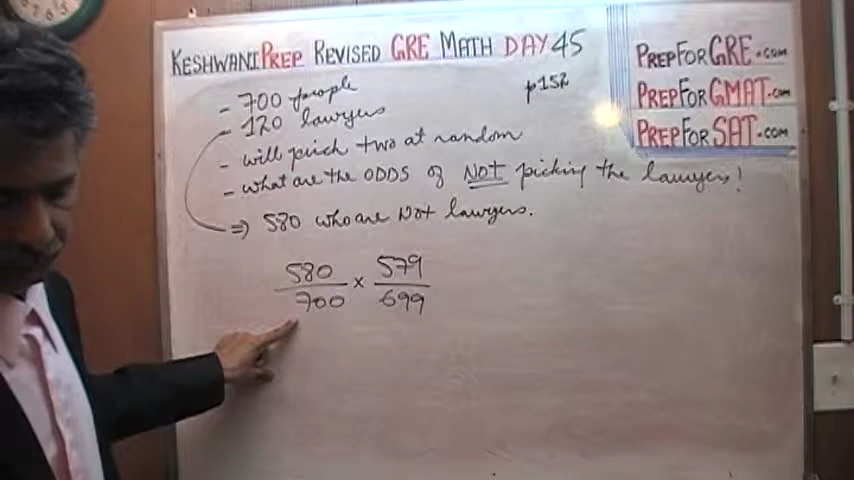 KESHWANI PREP REVISED GRE MATH DAY 45
- 700 people
p152
- 120 lawyers
- will pick two at random
- what are the ODDS of NOT picking the lawyers!
⇒ 580 who are Not lawyers.
580/700 × 579/699
PREPFORGRE.com
PREPFORGMAT.com
PREPFORSAT.com